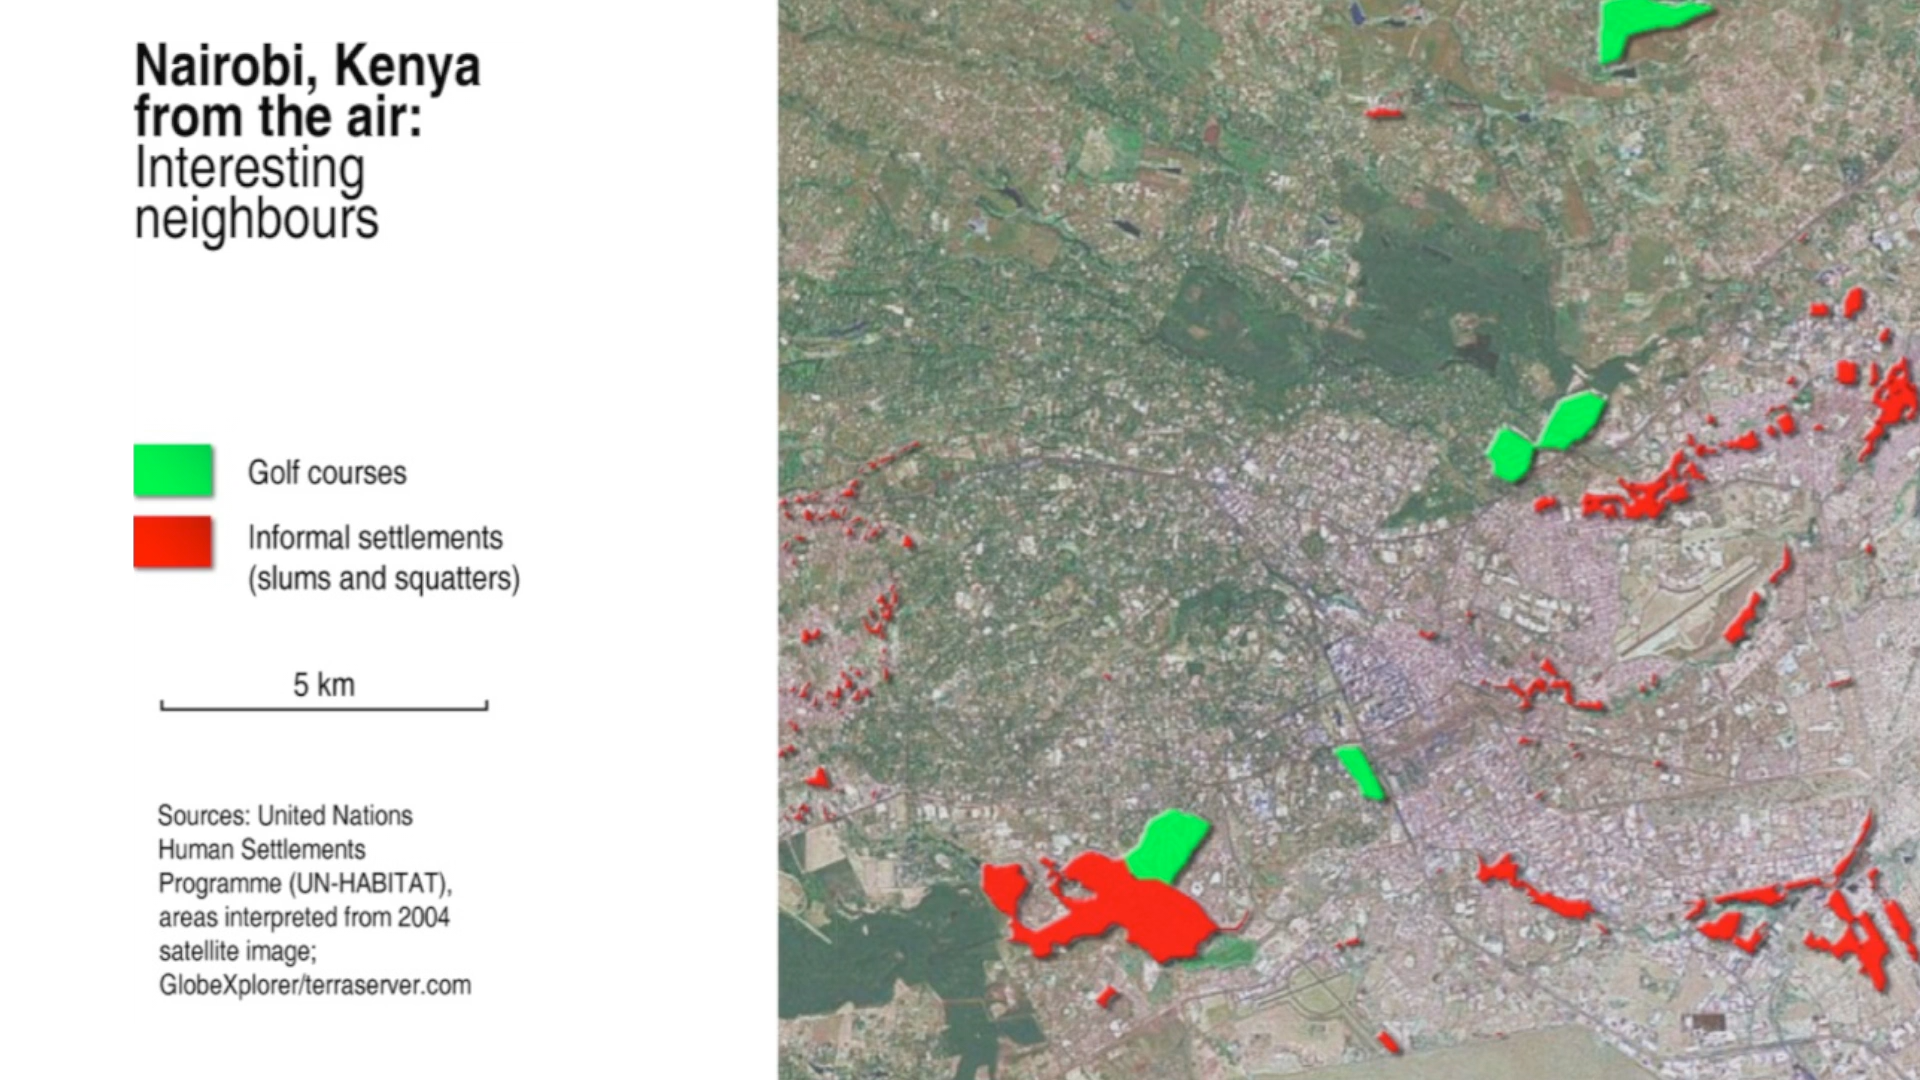 Nairobi, Kenya
from the air:
Interesting
neighbours
Golf courses
Informal settlements
(slums and squatters)
5 km
Sources: United Nations
Human Settlements
Programme (UN-HABITAT),
areas interpreted from 2004
satellite image;
GlobeXplorer/terraserver.com